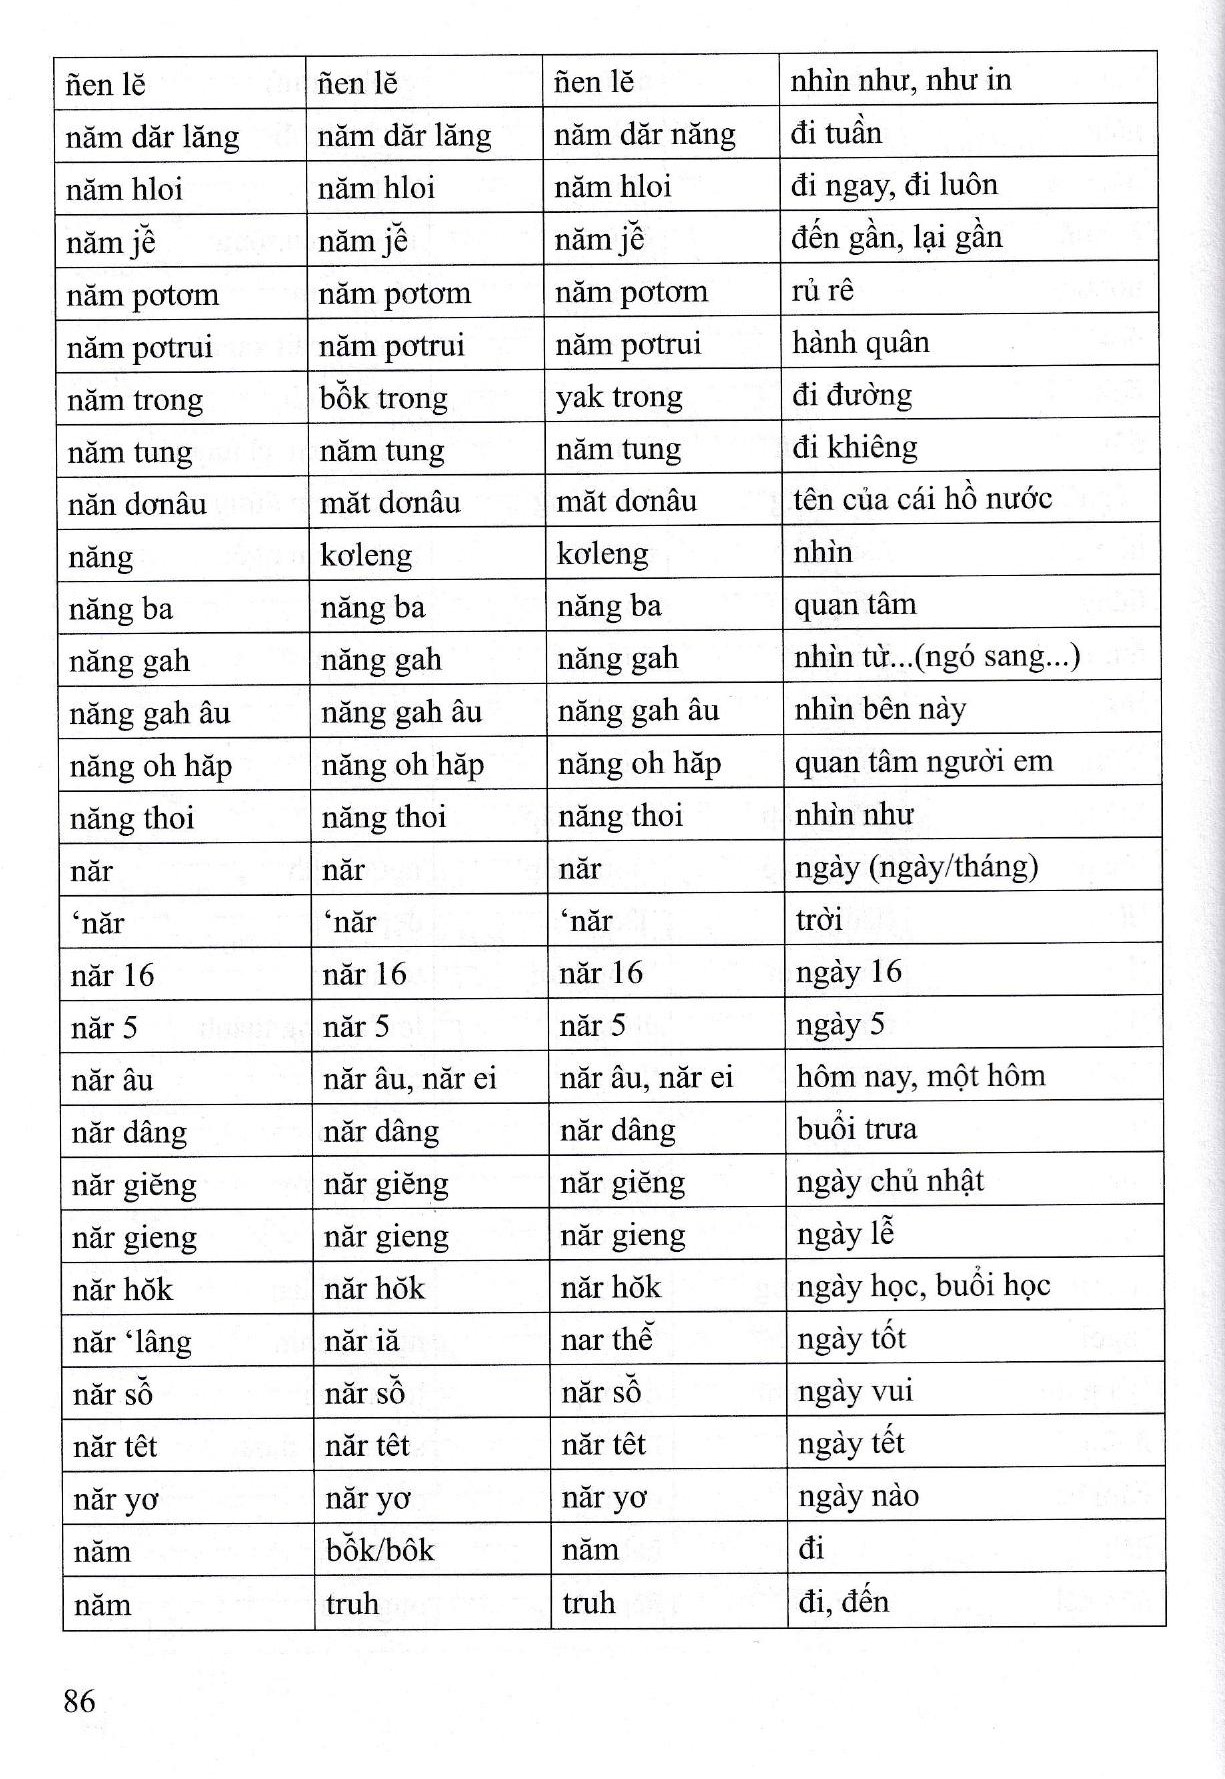 ñen lĕ ñen lĕ ñen lĕ nhìn như, như in
năm dăr lăng năm dăr lăng năm dăr năng đi tuần
năm hloi năm hloi năm hloi đi ngay, đi luôn
năm jê̆ năm jê̆ năm jê̆ đến gần, lại gần
năm pơtơm năm pơtơm năm pơtơm rủ rê
năm pơtrui năm pơtrui năm pơtrui hành quân
năm trong bô̆k trong yak trong đi đường
năm tung năm tung năm tung đi khiêng
năn dơnâu măt dơnâu măt dơnâu tên của cái hồ nước
năng kơleng kơleng nhìn
năng ba năng ba năng ba quan tâm
năng gah năng gah năng gah nhìn từ...(ngó sang...)
năng gah âu năng gah âu năng gah âu nhìn bên này
năng oh hăp năng oh hăp năng oh hăp quan tâm người em
năng thoi năng thoi năng thoi nhìn như
năr năr năr ngày (ngày/tháng)
‘năr ‘năr ‘năr trời
năr 16 năr 16 năr 16 ngày 16
năr 5 năr 5 năr 5 ngày 5
năr âu năr âu, năr ei năr âu, năr ei hôm nay, một hôm
năr dâng năr dâng năr dâng buổi trưa
năr giĕng năr giĕng năr giĕng ngày chủ nhật
năr gieng năr gieng năr gieng ngày lễ
năr hŏk năr hŏk năr hŏk ngày học, buổi học
năr ‘lâng năr iă nar thê̆ ngày tốt
năr sô̆ năr sô̆ năr sô̆ ngày vui
năr têt năr têt năr têt ngày tết
năr yơ năr yơ năr yơ ngày nào
năm bô̆k/bôk năm đi
năm truh truh đi, đến
86